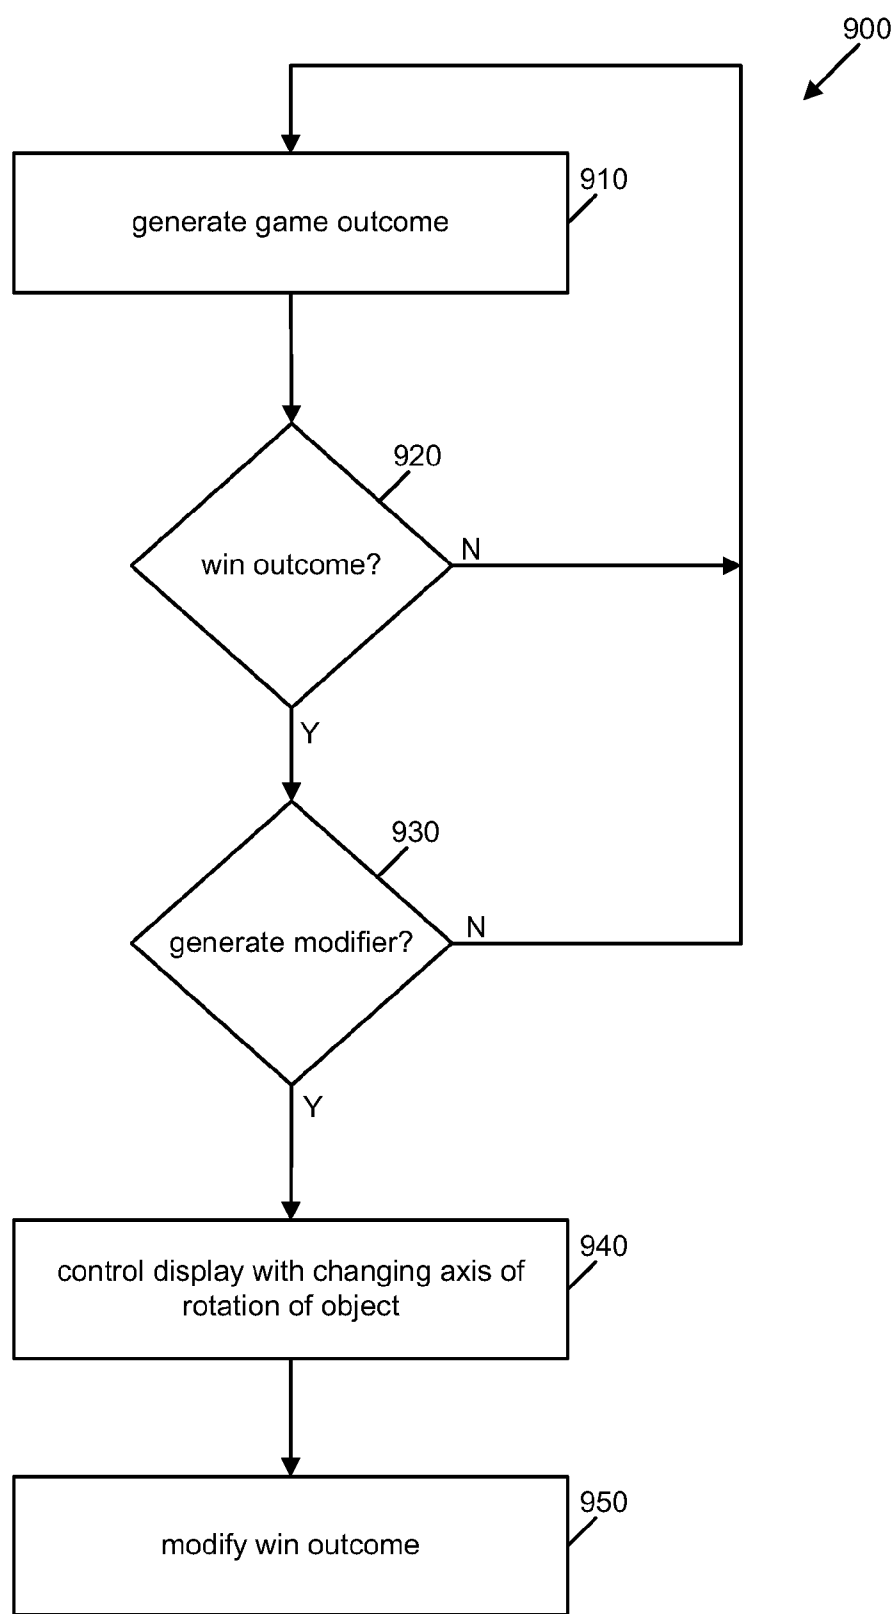 900
910
generate game outcome
920
win outcome?
N
Y
930
generate modifier?
N
Y
940
control display with changing axis of
rotation of object
950
modify win outcome